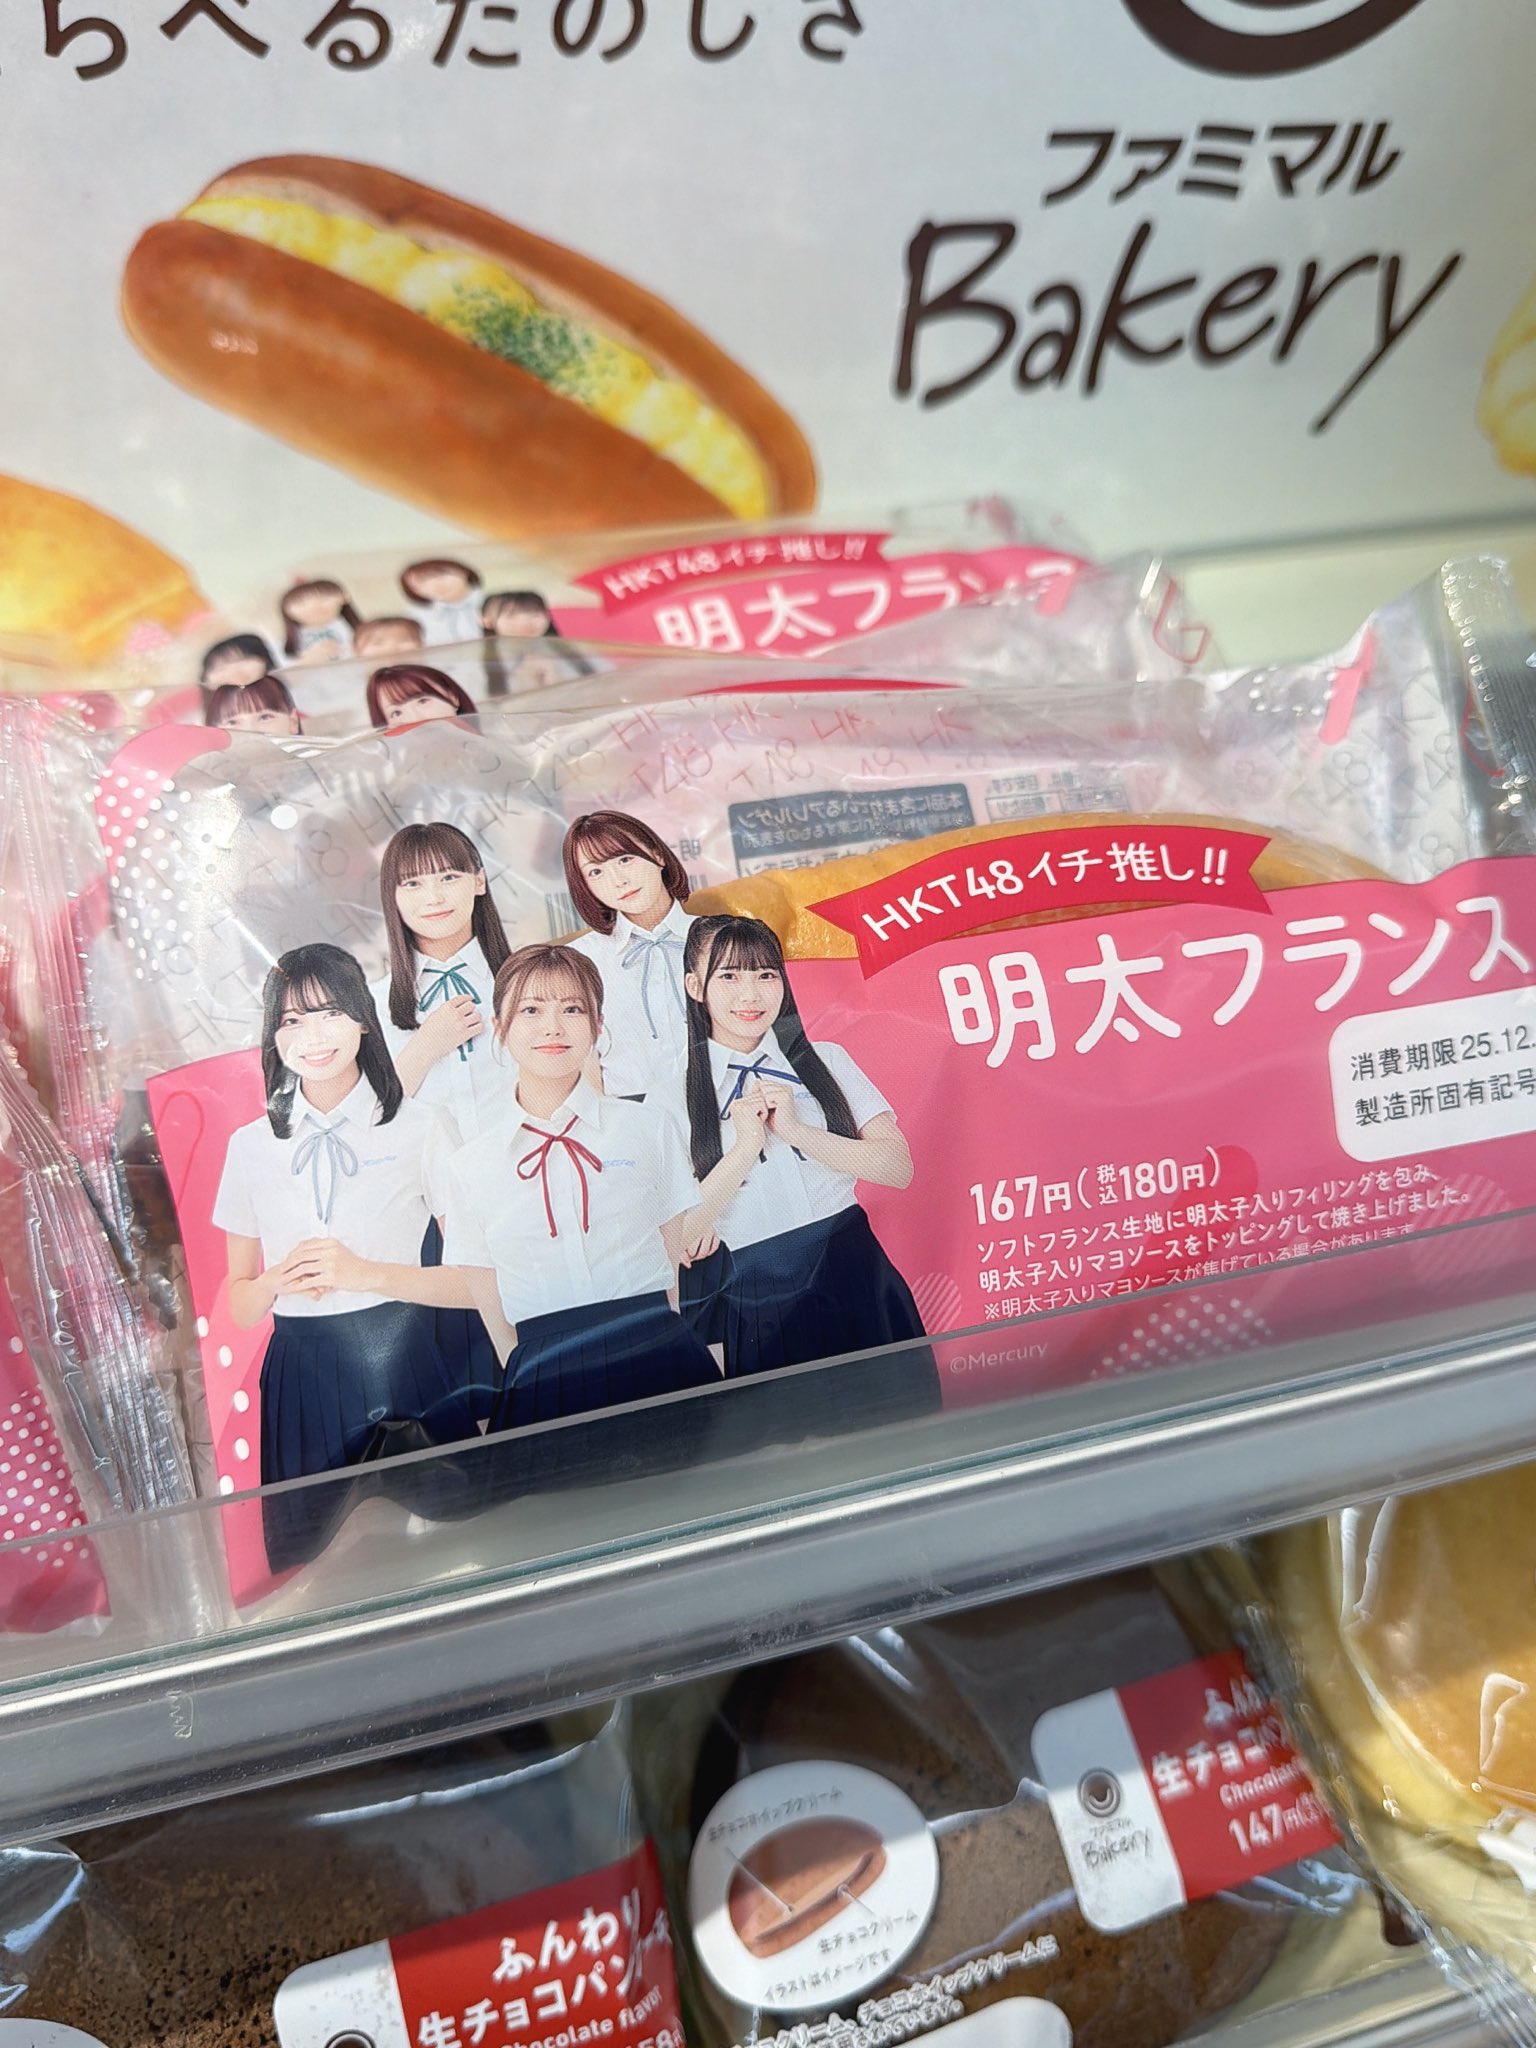 らべるたのしさ
ファミマル
Bakery
HKT48イチ推し!!
明太フランス
HKT48イチ推し!!
明太フランス
消費期限25.12.
製造所固有記号
167円(税込180円)
ソフトフランス生地に明太子入りフィリングを包み、
明太子入りマヨソースをトッピングして焼き上げました。
※明太子入りマヨソースが焦げている場合があります
©Mercury
生チョコホイップクリーム
生チョコクリーム
イラストはイメージです
ファミマル
Bakery
ふんわ
生チョコパン
147円
ふんわり
生チョコパン
Chocolate flavor